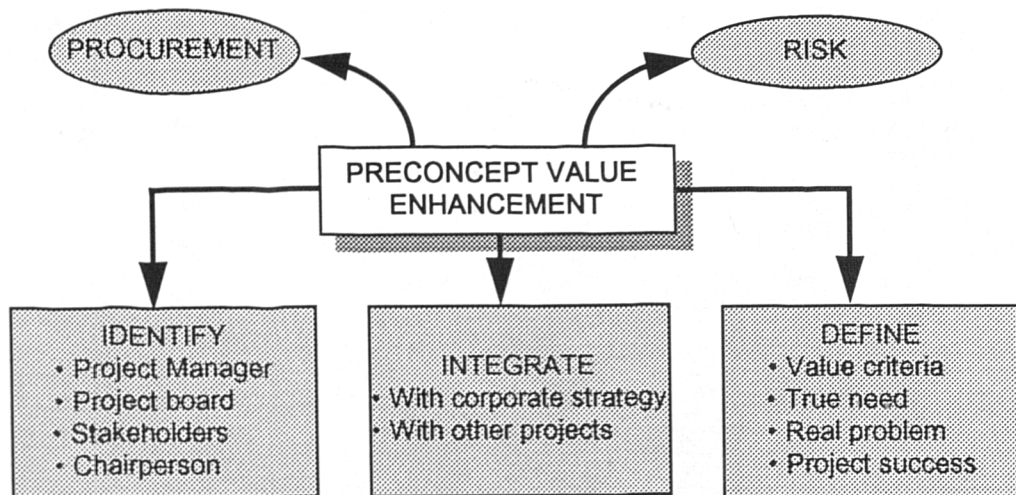 PROCUREMENT
RISK
PRECONCEPT VALUE
ENHANCEMENT
IDENTIFY
• Project Manager
• Project board
• Stakeholders
• Chairperson
INTEGRATE
• With corporate strategy
• With other projects
DEFINE
• Value criteria
• True need
• Real problem
• Project success